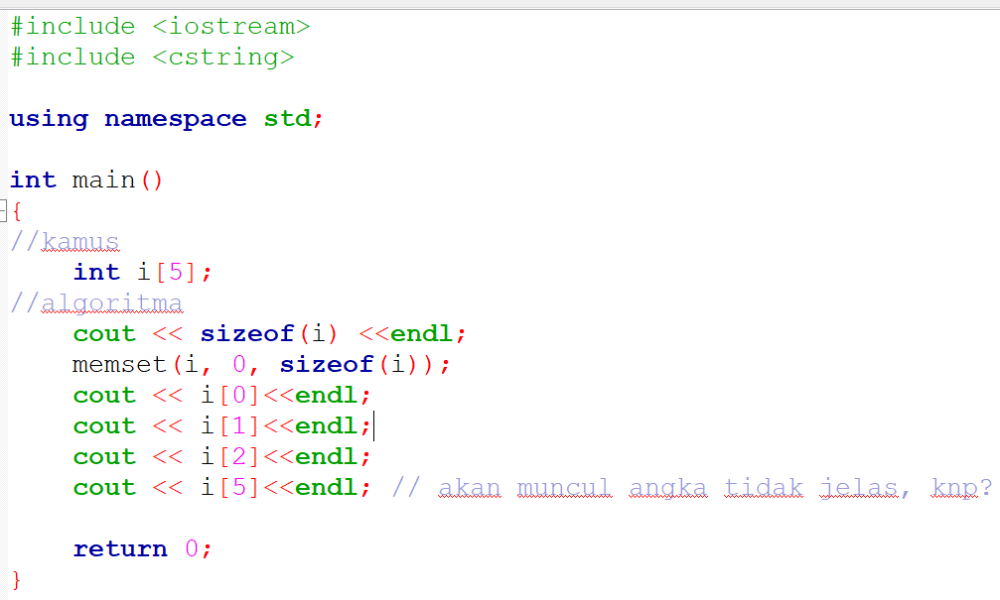 #include <iostream>
#include <cstring>
using namespace std;
int main()
{
//kamus
int i[5];
//algoritma
cout << sizeof(i) <<endl;
memset(i, 0, sizeof(i));
cout << i[0]<<endl;
cout << i[1]<<endl;
cout << i[2]<<endl;
cout << i[5]<<endl; // akan muncul angka tidak jelas, knp?
return 0;
}